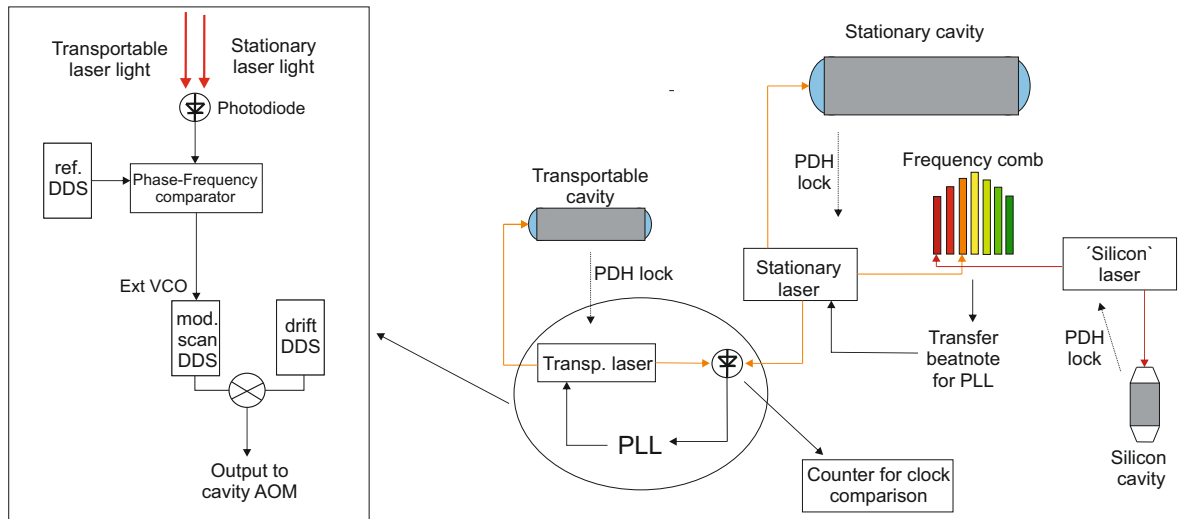 Transportable
laser light
Stationary
laser light
Photodiode
ref.
DDS
Phase-Frequency
comparator
Ext VCO
mod.
scan
DDS
drift
DDS
Output to
cavity AOM
Stationary cavity
PDH
lock
Transportable
cavity
PDH lock
Frequency comb
Stationary
laser
´Silicon`
laser
Transfer
beatnote
for PLL
PDH
lock
Transp. laser
PLL
Counter for clock
comparison
Silicon
cavity